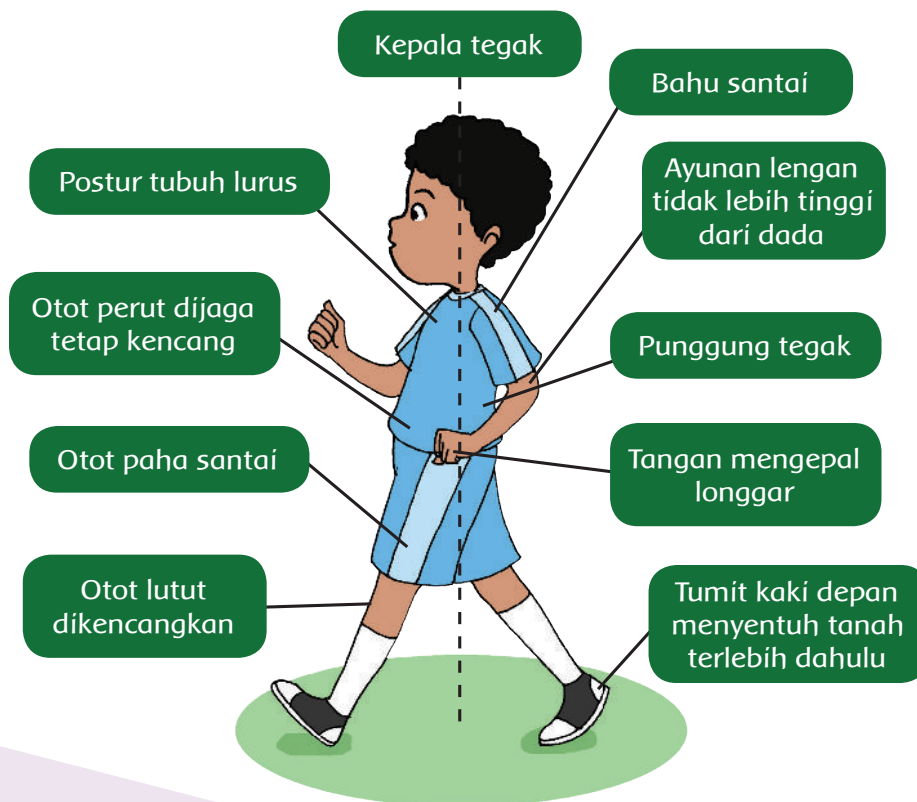 Kepala tegak
Bahu santai
Postur tubuh lurus
Ayunan lengan
tidak lebih tinggi
dari dada
Otot perut dijaga
tetap kencang
Punggung tegak
Otot paha santai
Tangan mengepal
longgar
Otot lutut
dikencangkan
Tumit kaki depan
menyentuh tanah
terlebih dahulu